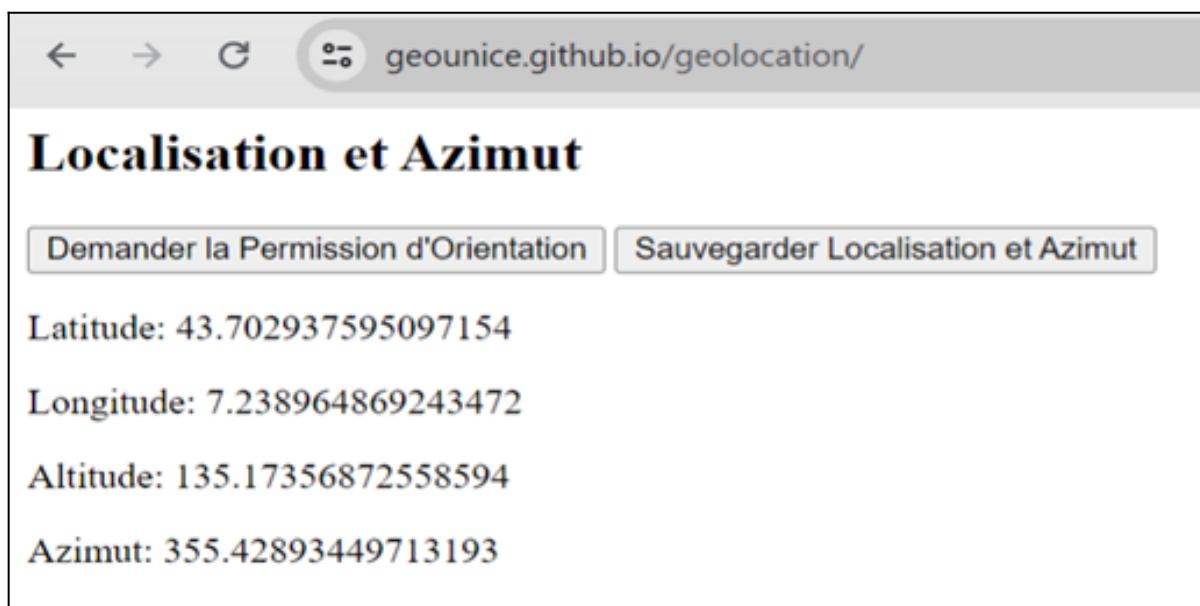 geounice.github.io/geolocation/
Localisation et Azimut
Demander la Permission d'Orientation Sauvegarder Localisation et Azimut
Latitude: 43.702937595097154
Longitude: 7.238964869243472
Altitude: 135.17356872558594
Azimut: 355.42893449713193